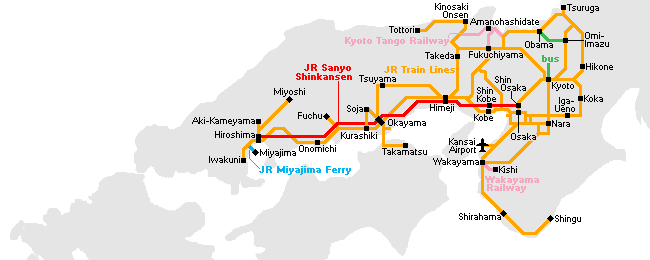 Kinosaki
Onsen
Tsuruga
Tottori
Amanohashidate
Kyoto Tango Railway
Obama
Omi-
Imazu
Takeda
Fukuchiyama
bus
Hikone
JR Sanyo
Shinkansen
JR Train Lines
Tsuyama
Shin
Osaka
Kyoto
Miyoshi
Shin
Kobe
Koka
Aki-Kameyama
Fuchu
Soja
Himeji
Kobe
Iga-
Ueno
Okayama
Hiroshima
Kurashiki
Osaka
Nara
Onomichi
Takamatsu
Kansai
Airport
Iwakuni
Miyajima
Wakayama
JR Miyajima Ferry
Kishi
Wakayama
Railway
Shirahama
Shingu